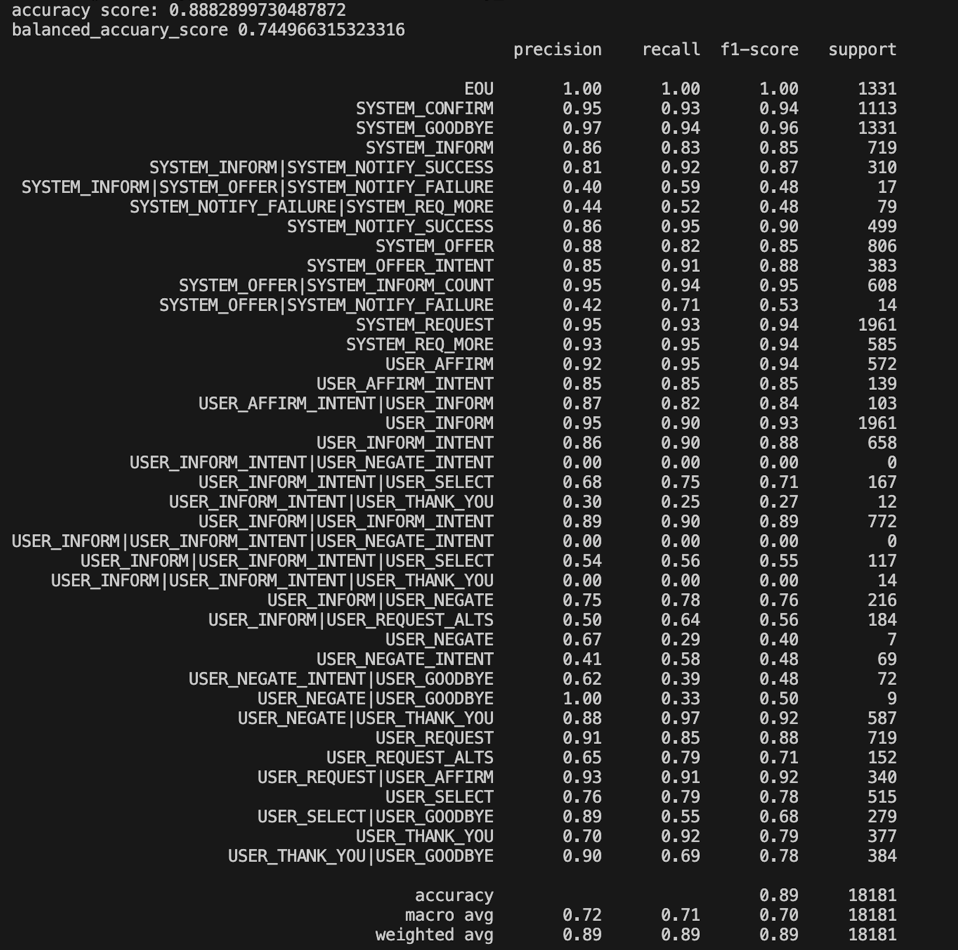 accuracy score: 0.8882899730487872
balanced_accuary_score 0.744966315323316
precision recall f1-score support
EOU 1.00 1.00 1.00 1331
SYSTEM_CONFIRM 0.95 0.93 0.94 1113
SYSTEM_GOODBYE 0.97 0.94 0.96 1331
SYSTEM_INFORM 0.86 0.83 0.85 719
SYSTEM_INFORM|SYSTEM_NOTIFY_SUCCESS 0.81 0.92 0.87 310
SYSTEM_INFORM|SYSTEM_OFFER|SYSTEM_NOTIFY_FAILURE 0.40 0.59 0.48 17
SYSTEM_NOTIFY_FAILURE|SYSTEM_REQ_MORE 0.44 0.52 0.48 79
SYSTEM_NOTIFY_SUCCESS 0.86 0.95 0.90 499
SYSTEM_OFFER 0.88 0.82 0.85 806
SYSTEM_OFFER_INTENT 0.85 0.91 0.88 383
SYSTEM_OFFER|SYSTEM_INFORM_COUNT 0.95 0.94 0.95 608
SYSTEM_OFFER|SYSTEM_NOTIFY_FAILURE 0.42 0.71 0.53 14
SYSTEM_REQUEST 0.95 0.93 0.94 1961
SYSTEM_REQ_MORE 0.93 0.95 0.94 585
USER_AFFIRM 0.92 0.95 0.94 572
USER_AFFIRM_INTENT 0.85 0.85 0.85 139
USER_AFFIRM_INTENT|USER_INFORM 0.87 0.82 0.84 103
USER_INFORM 0.95 0.90 0.93 1961
USER_INFORM_INTENT 0.86 0.90 0.88 658
USER_INFORM_INTENT|USER_NEGATE_INTENT 0.00 0.00 0.00 0
USER_INFORM_INTENT|USER_SELECT 0.68 0.75 0.71 167
USER_INFORM_INTENT|USER_THANK_YOU 0.30 0.25 0.27 12
USER_INFORM|USER_INFORM_INTENT 0.89 0.90 0.89 772
USER_INFORM|USER_INFORM_INTENT|USER_NEGATE_INTENT 0.00 0.00 0.00 0
USER_INFORM|USER_INFORM_INTENT|USER_SELECT 0.54 0.56 0.55 117
USER_INFORM|USER_INFORM_INTENT|USER_THANK_YOU 0.00 0.00 0.00 14
USER_INFORM|USER_NEGATE 0.75 0.78 0.76 216
USER_INFORM|USER_REQUEST_ALTS 0.50 0.64 0.56 184
USER_NEGATE 0.67 0.29 0.40 7
USER_NEGATE_INTENT 0.41 0.58 0.48 69
USER_NEGATE_INTENT|USER_GOODBYE 0.62 0.39 0.48 72
USER_NEGATE|USER_GOODBYE 1.00 0.33 0.50 9
USER_NEGATE|USER_THANK_YOU 0.88 0.97 0.92 587
USER_REQUEST 0.91 0.85 0.88 719
USER_REQUEST_ALTS 0.65 0.79 0.71 152
USER_REQUEST|USER_AFFIRM 0.93 0.91 0.92 340
USER_SELECT 0.76 0.79 0.78 515
USER_SELECT|USER_GOODBYE 0.89 0.55 0.68 279
USER_THANK_YOU 0.70 0.92 0.79 377
USER_THANK_YOU|USER_GOODBYE 0.90 0.69 0.78 384
accuracy 0.89 18181
macro avg 0.72 0.71 0.70 18181
weighted avg 0.89 0.89 0.89 18181